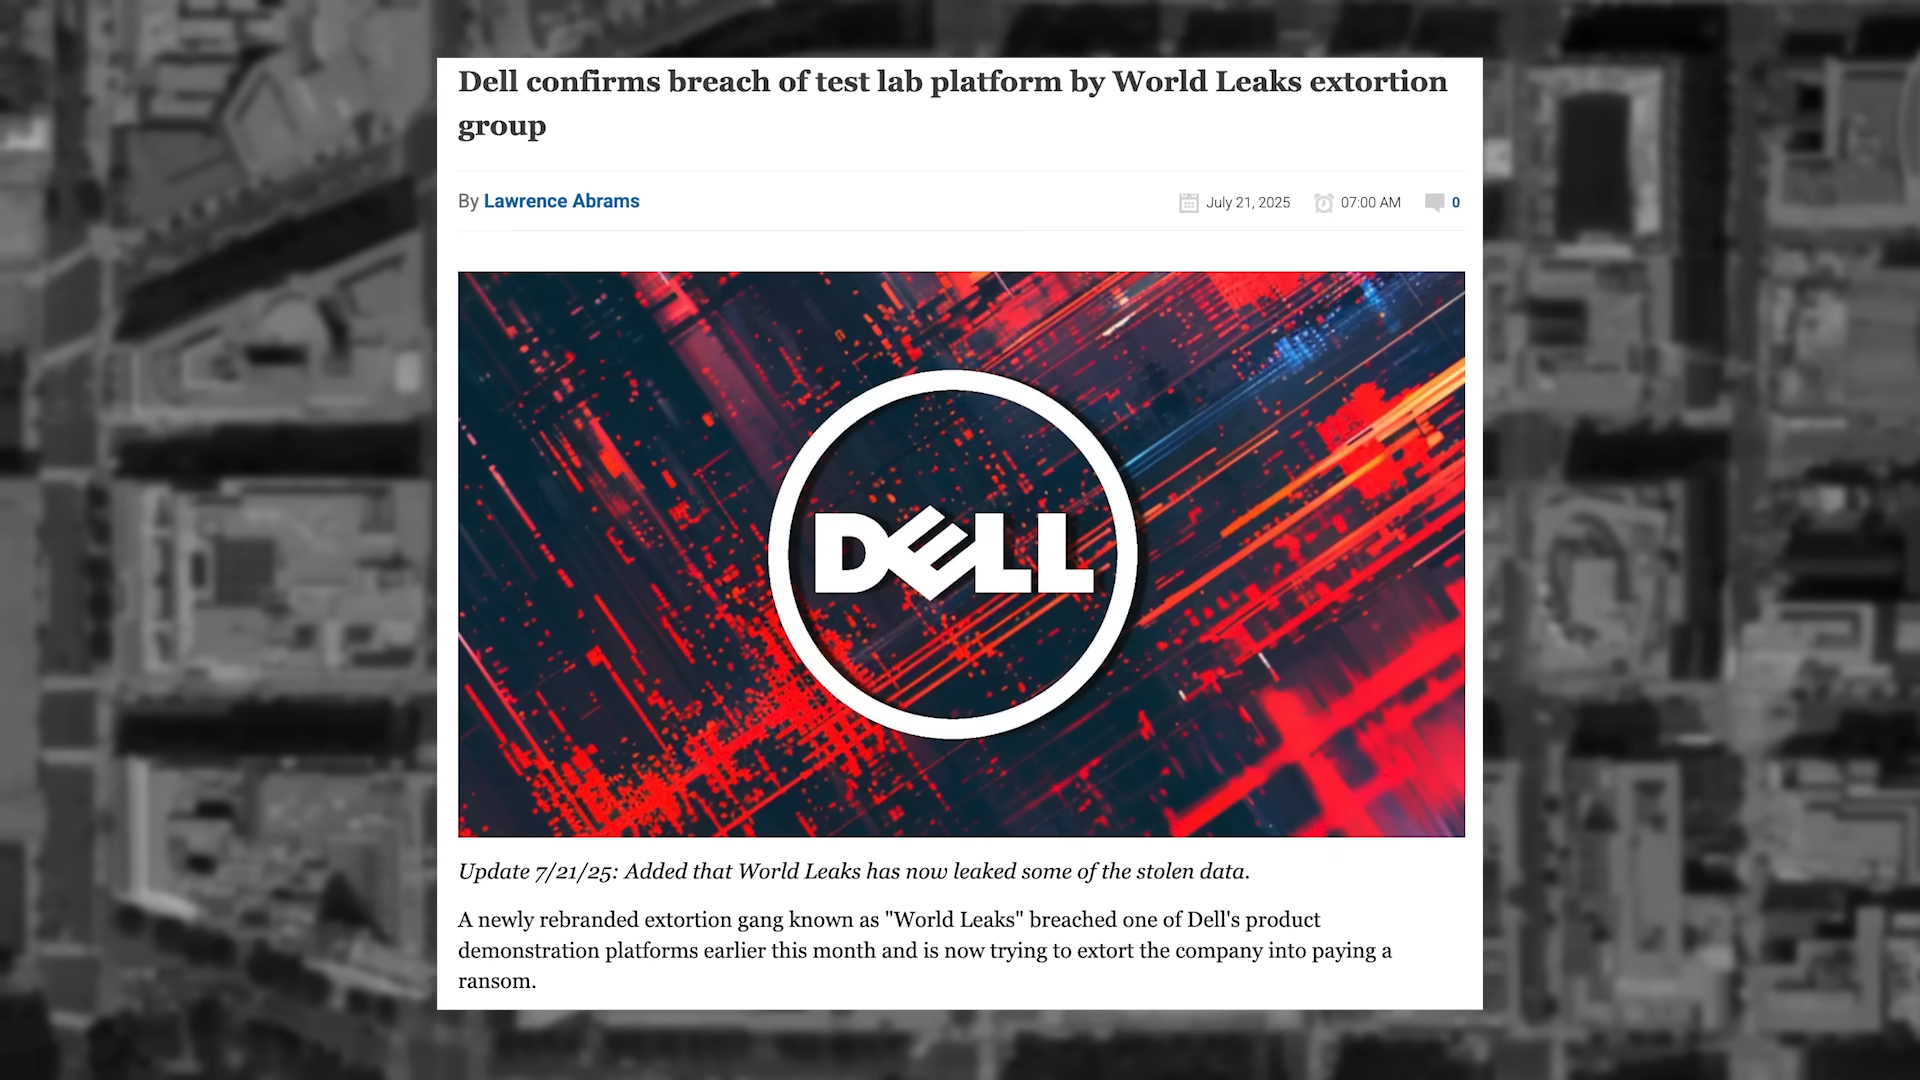 Dell confirms breach of test lab platform by World Leaks extortion
group
By Lawrence Abrams
July 21, 2025
07:00 AM
0
DELL
Update 7/21/25: Added that World Leaks has now leaked some of the stolen data.
A newly rebranded extortion gang known as "World Leaks" breached one of Dell's product
demonstration platforms earlier this month and is now trying to extort the company into paying a
ransom.